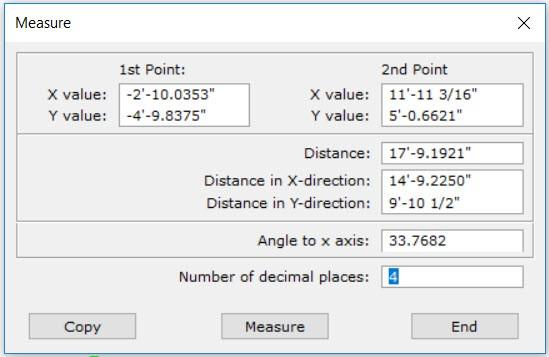 Measure
1st Point: 2nd Point
X value: -2'-10.0353" X value: 11'-11 3/16"
Y value: -4'-9.8375" Y value: 5'-0.6621"
Distance: 17'-9.1921"
Distance in X-direction: 14'-9.2250"
Distance in Y-direction: 9'-10 1/2"
Angle to x axis: 33.7682
Number of decimal places: 4
Copy Measure End